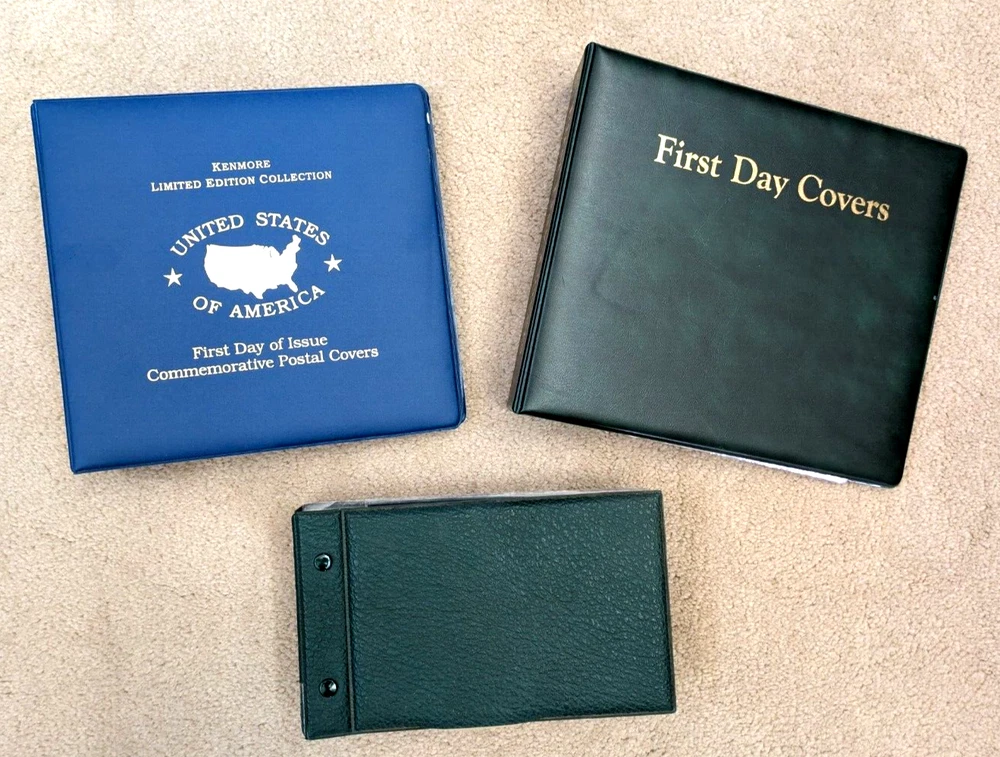 KENMORE
LIMITED EDITION COLLECTION
UNITED STATES
OF AMERICA
First Day of Issue
Commemorative Postal Covers
First Day Covers